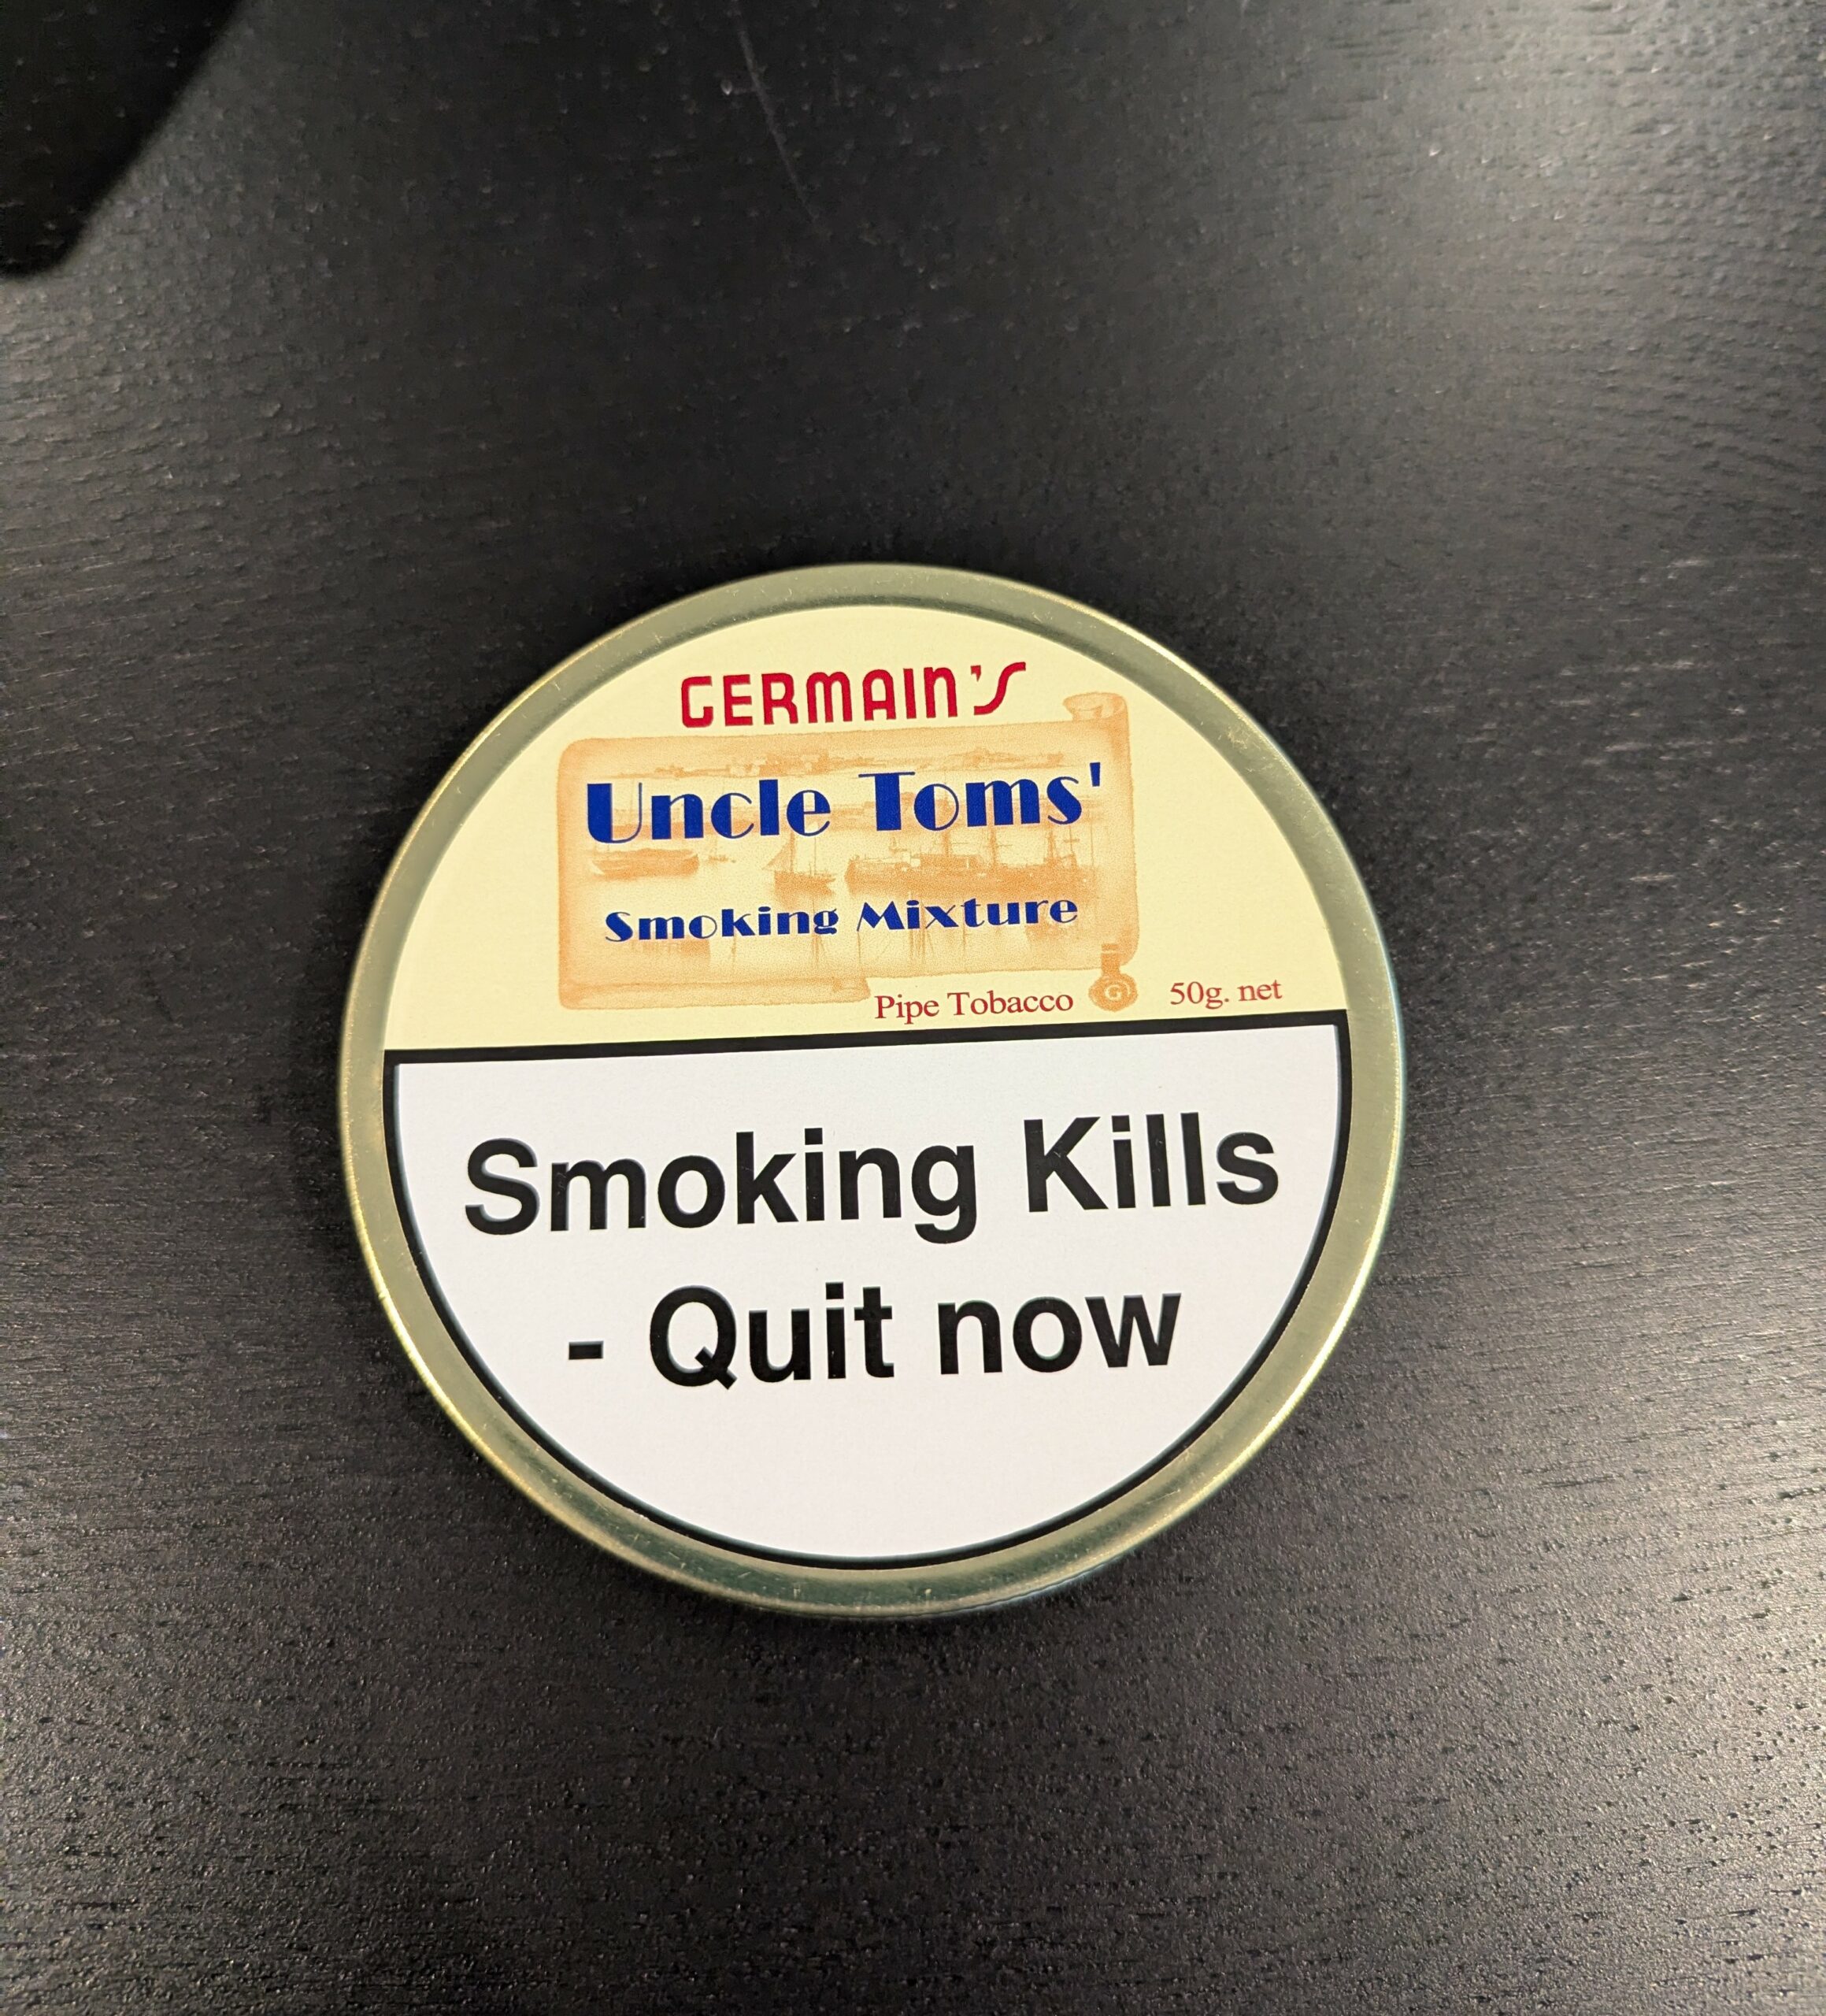 GERMAIN'S
Uncle Toms'
Smoking Mixture
Pipe Tobacco G 50g. net
Smoking Kills
- Quit now